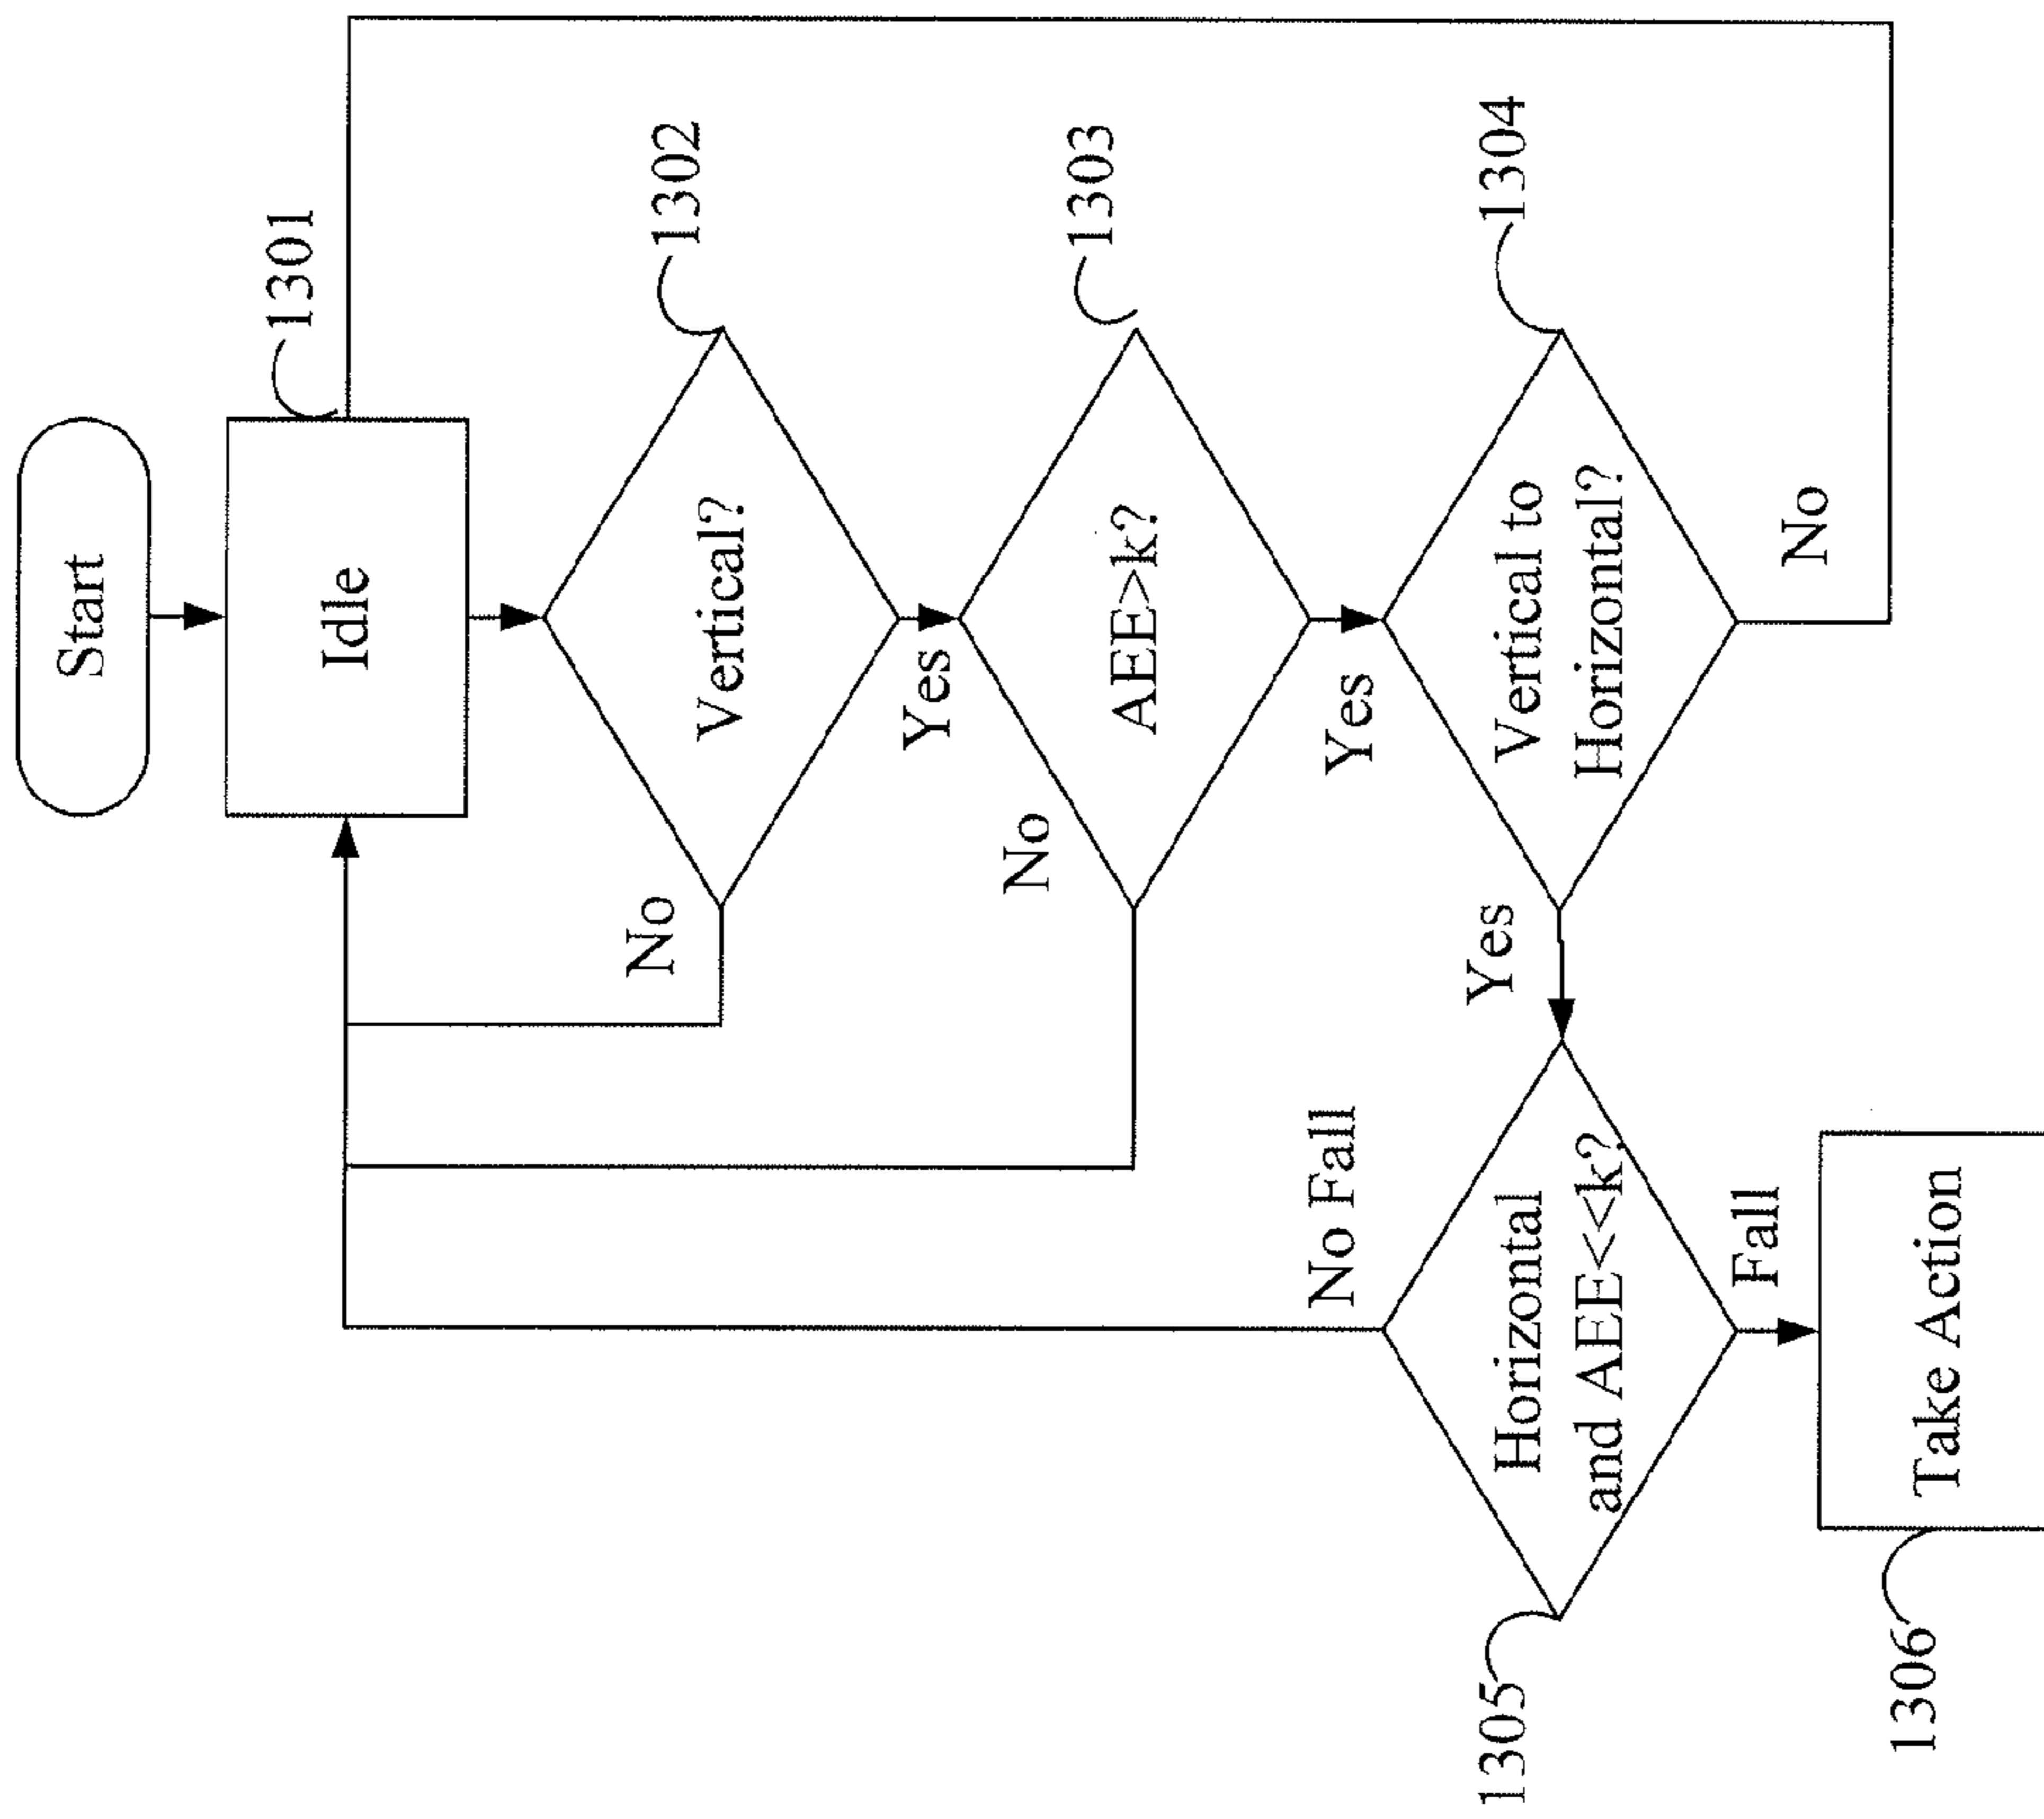 Start
1301
Idle
1302
Vertical?
No
Yes
1303
AEE>k?
No
Yes
1304
Vertical to
Horizontal?
No
Yes
No Fall
Horizontal
and AEE<<k?
1305
Fall
Take Action
1306